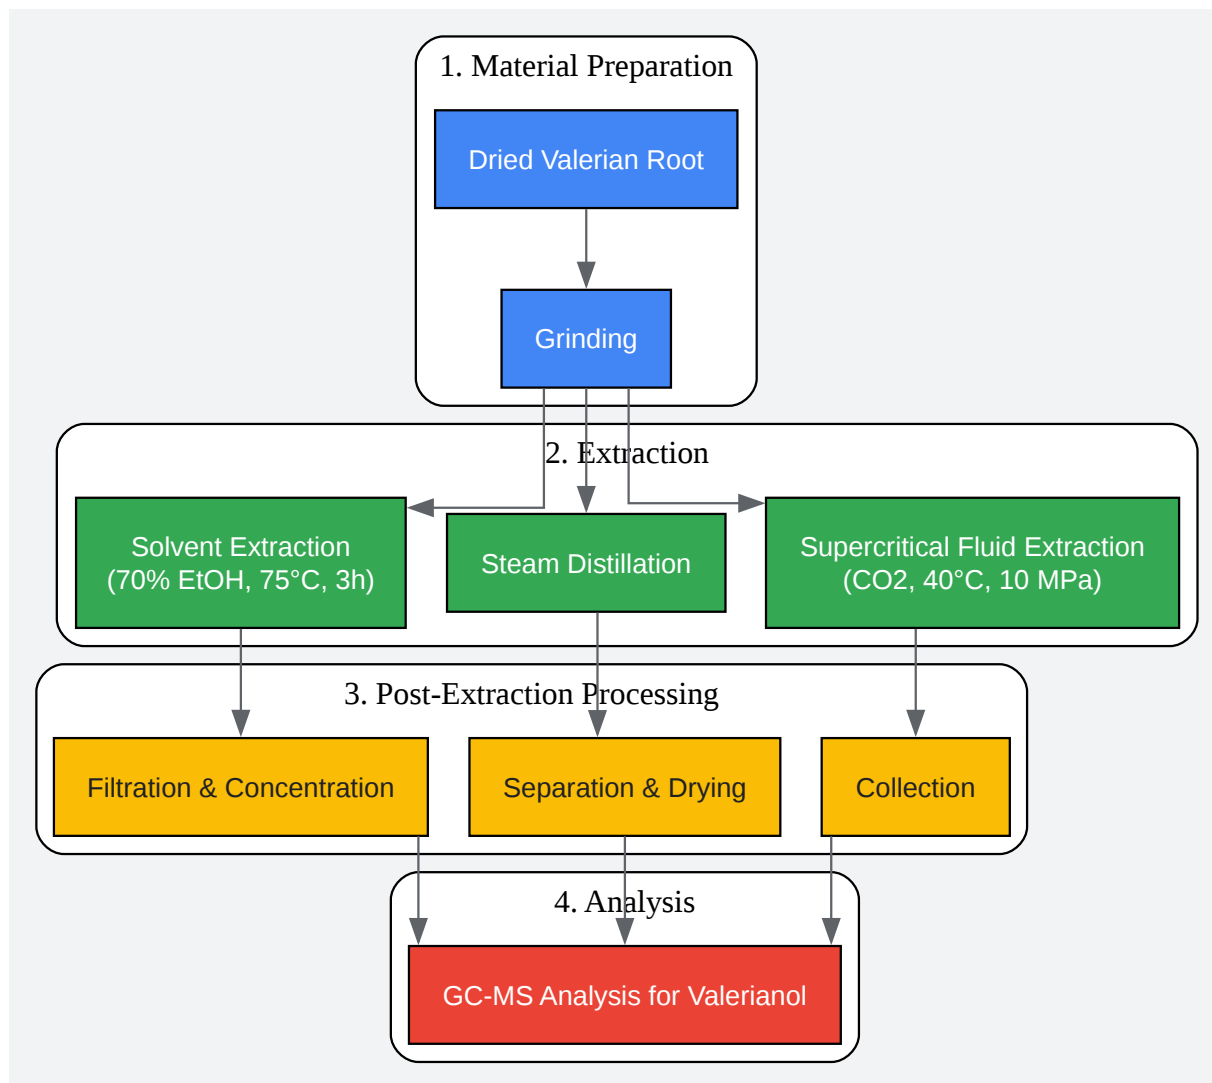 1. Material Preparation
Dried Valerian Root
Grinding
2. Extraction
Solvent Extraction
(70% EtOH, 75°C, 3h)
Steam Distillation
Supercritical Fluid Extraction
(CO2, 40°C, 10 MPa)
3. Post-Extraction Processing
Filtration & Concentration
Separation & Drying
Collection
4. Analysis
GC-MS Analysis for Valerianol